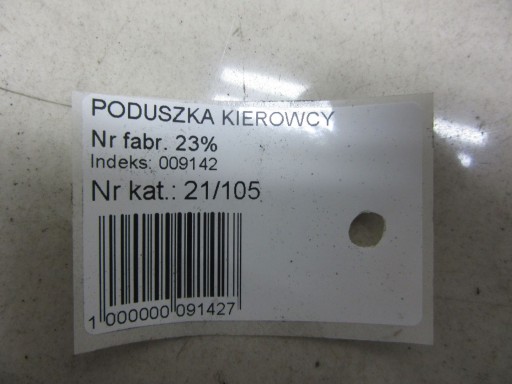 PODUSZKA KIEROWCY
Nr fabr. 23%
Indeks: 009142
Nr kat.: 21/105
1 000000 091427